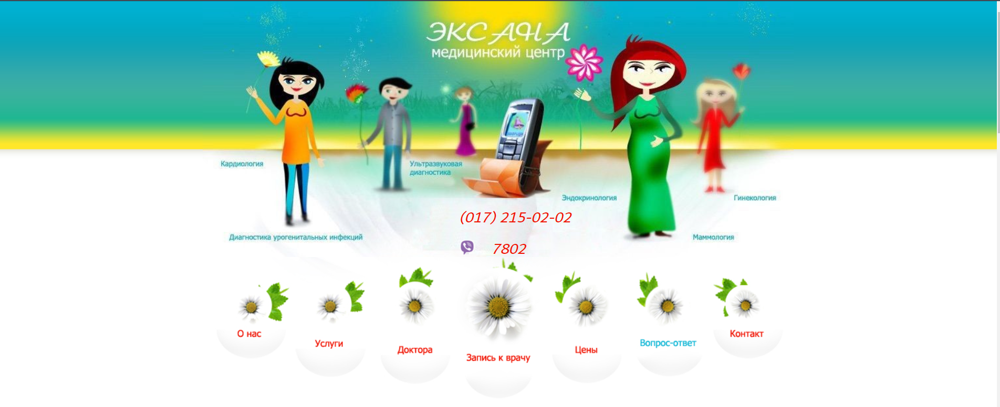 ЭКСАНА
медицинский центр
Кардиология
Ультразвуковая
диагностика
Эндокринология
Гинекология
(017) 215-02-02
Диагностика урогенитальных инфекций
Маммология
7802
О нас
Услуги
Доктора
Запись к врачу
Цены
Вопрос-ответ
Контакт